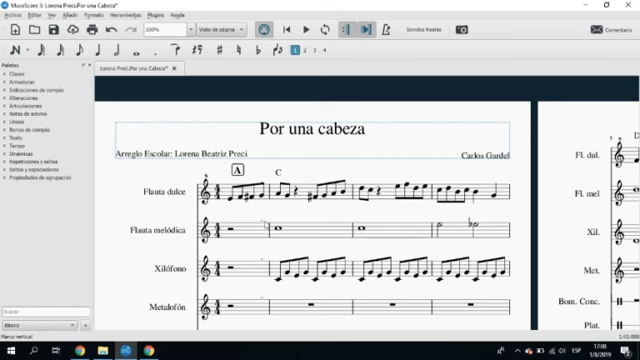 MuseScore 3: Lorena Preci.Por una Cabeza*
Archivo Editar Ver Añadir Formato Herramientas Plugins Ayuda
100% Vista de página Sonidos Reales Comentario
N 1 2 3 4
Paletas
Lorena Preci.Por una Cabeza*
Claves
Armaduras
Indicaciones de compás
Alteraciones
Articulaciones
Notas de adorno
Líneas
Barras de compás
Texto
Tempo
Dinámicas
Repeticiones y saltos
Saltos y espaciadores
Propiedades de agrupación
Por una cabeza
Arreglo Escolar: Lorena Beatriz Preci
Carlos Gardel
A
C
Flauta dulce
Flauta melódica
Xilófono
Metalofón
Fl. dul.
Fl. mel
Xil.
Met.
Bom. Conc.
Plat.
Buscar
Básico
Marco vertical
1:01:000
ESP
17:08
1/8/2019